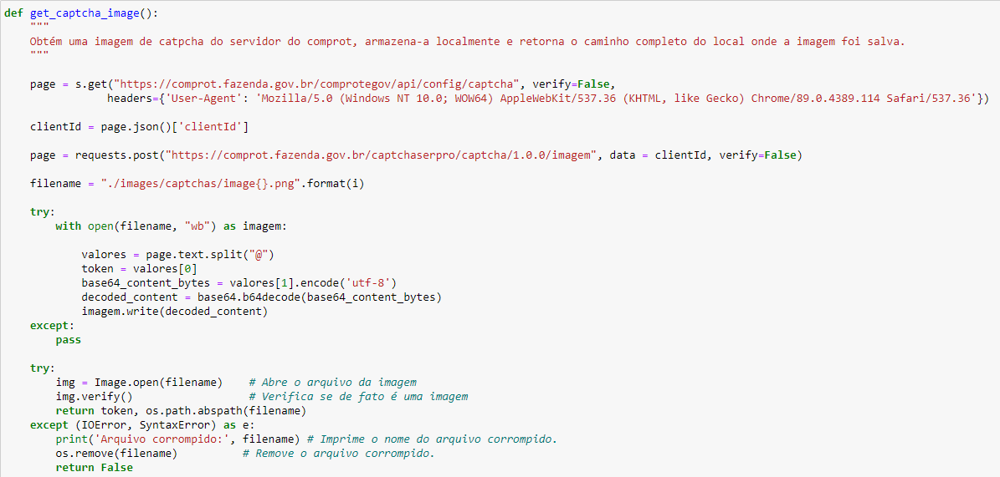 def get_captcha_image():
    """
    Obtém uma imagem de catpcha do servidor do comprot, armazena-a localmente e retorna o caminho completo do local onde a imagem foi salva.
    """
    page = s.get("https://comprot.fazenda.gov.br/comprotegov/api/config/captcha", verify=False,
                headers={'User-Agent': 'Mozilla/5.0 (Windows NT 10.0; WOW64) AppleWebKit/537.36 (KHTML, like Gecko) Chrome/89.0.4389.114 Safari/537.36'})
    clientId = page.json()['clientId']
    page = requests.post("https://comprot.fazenda.gov.br/captchaserpro/captcha/1.0.0/imagem", data = clientId, verify=False)
    filename = "./images/captchas/image{}.png".format(i)
    try:
        with open(filename, "wb") as imagem:
            valores = page.text.split("@")
            token = valores[0]
            base64_content_bytes = valores[1].encode('utf-8')
            decoded_content = base64.b64decode(base64_content_bytes)
            imagem.write(decoded_content)
    except:
        pass
    try:
        img = Image.open(filename)    # Abre o arquivo da imagem
        img.verify()                  # Verifica se de fato é uma imagem
        return token, os.path.abspath(filename)
    except (IOError, SyntaxError) as e:
        print('Arquivo corrompido:', filename) # Imprime o nome do arquivo corrompido.
        os.remove(filename)          # Remove o arquivo corrompido.
        return False